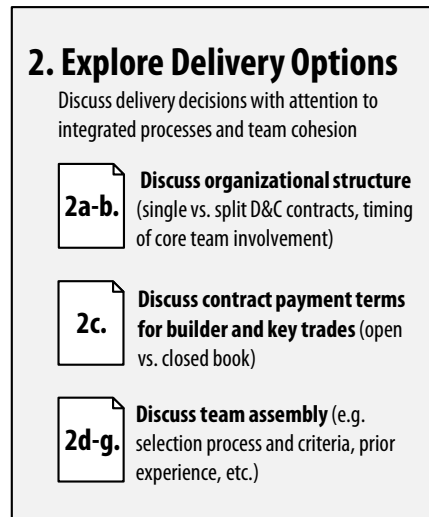 2. Explore Delivery Options
Discuss delivery decisions with attention to
integrated processes and team cohesion
2a-b.
Discuss organizational structure
(single vs. split D&C contracts, timing
of core team involvement)
2c.
Discuss contract payment terms
for builder and key trades (open
vs. closed book)
2d-g.
Discuss team assembly (e.g.
selection process and criteria, prior
experience, etc.)